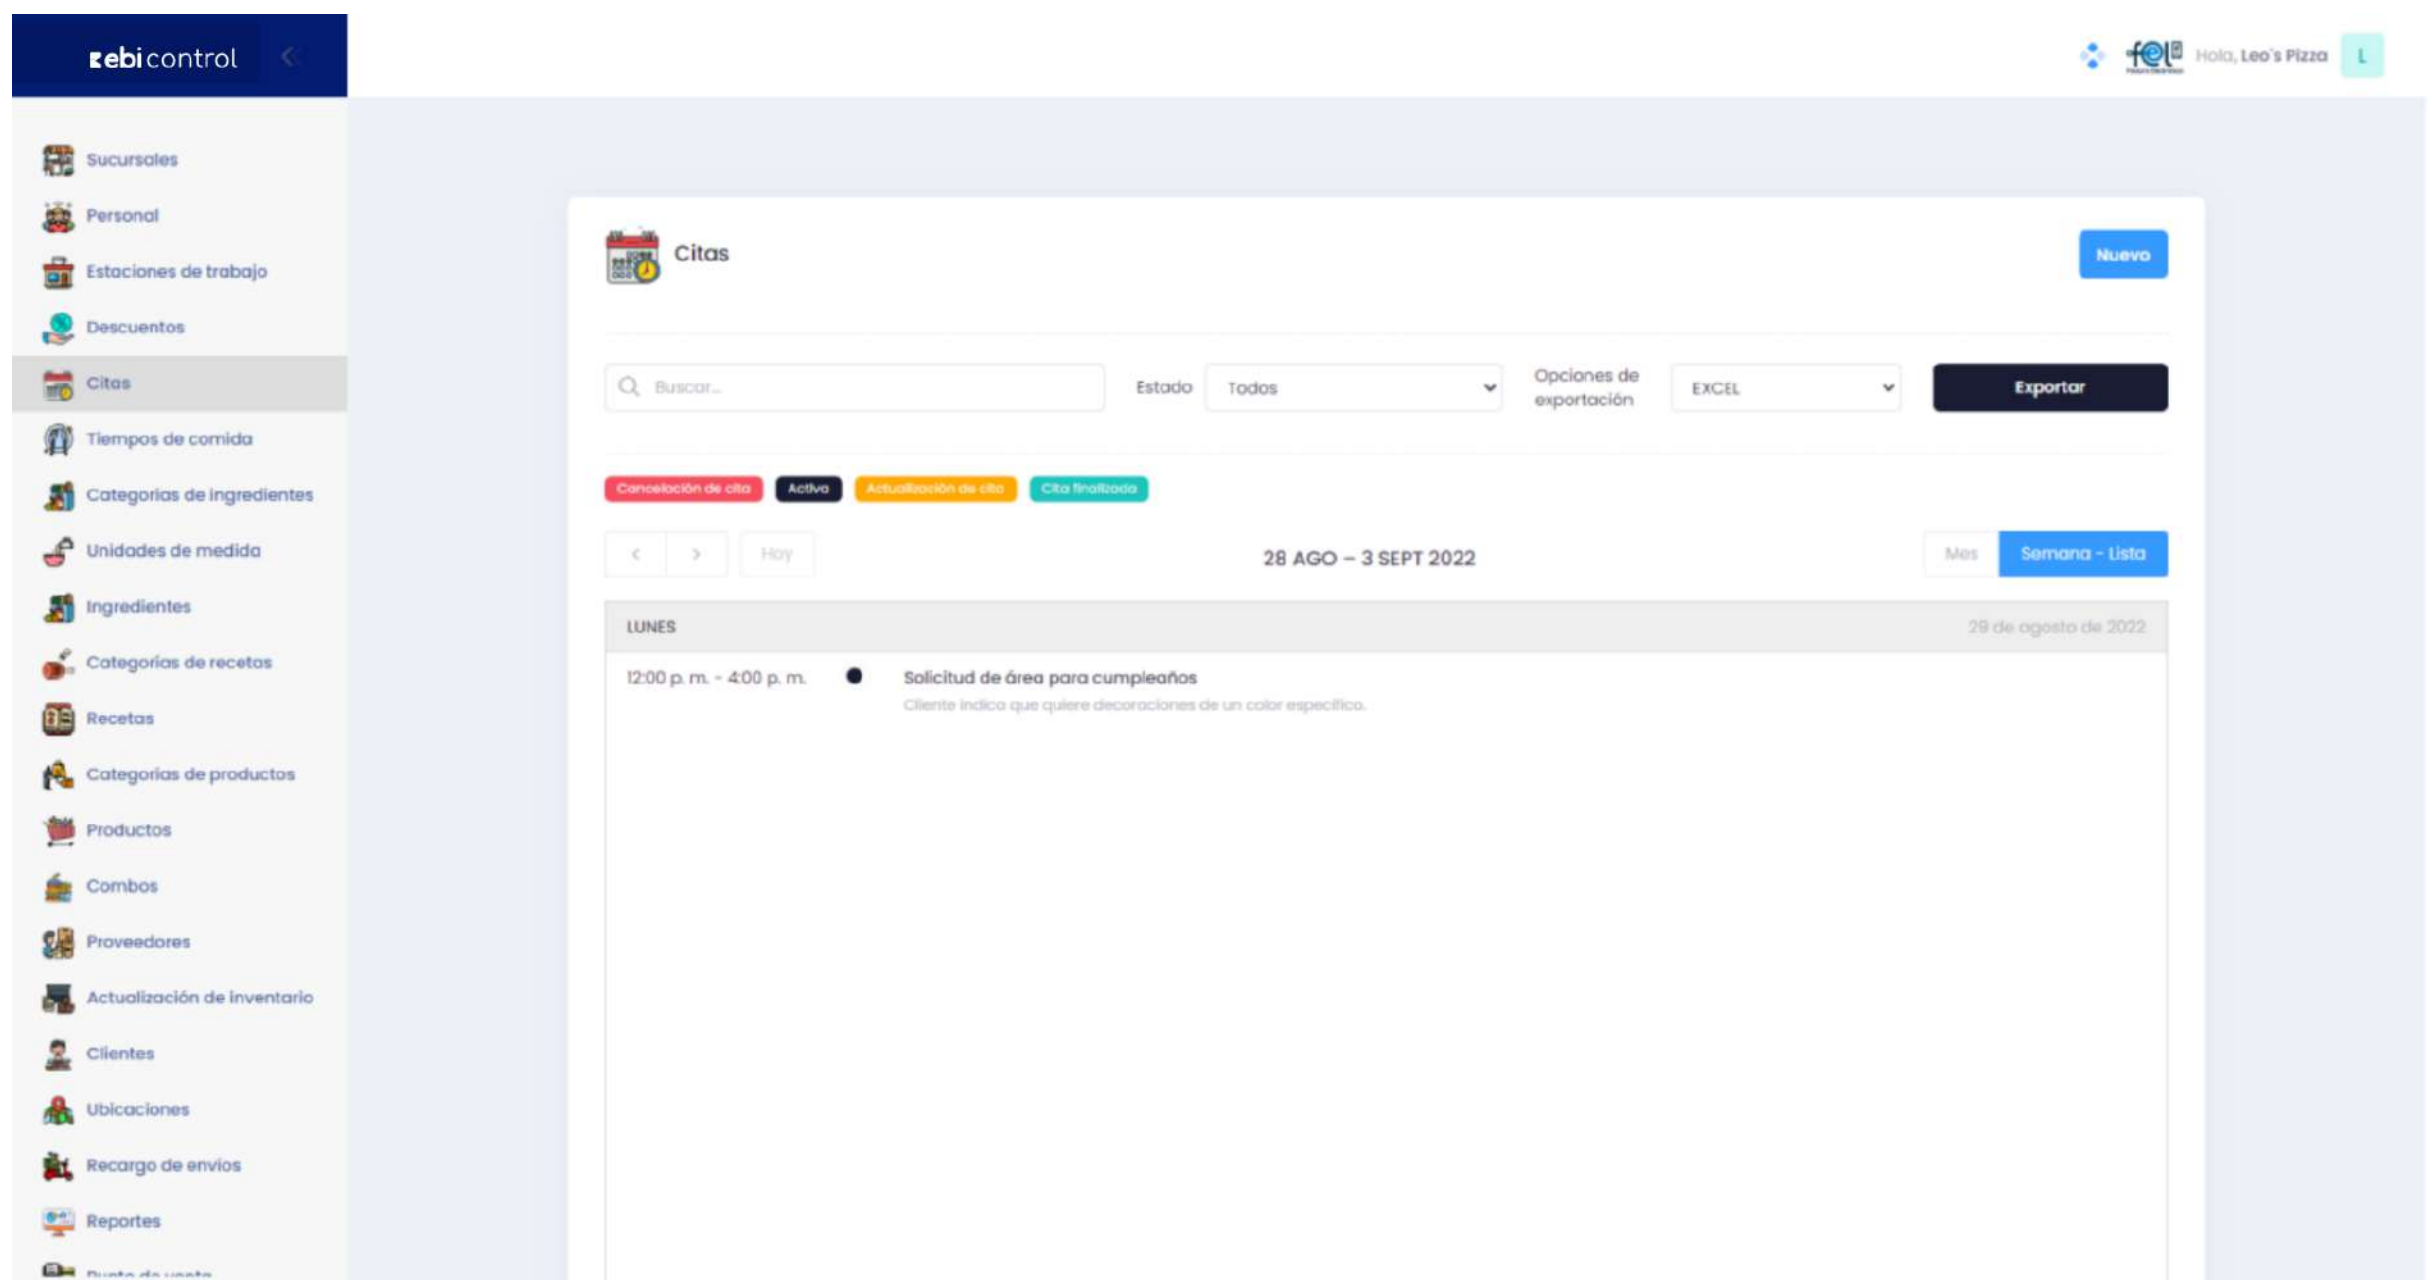 ebicontrol
Hola, Leo's Pizza L
Sucursales
Personal
Estaciones de trabajo
Descuentos
Citas
Tiempos de comida
Categorías de ingredientes
Unidades de medida
Ingredientes
Categorías de recetas
Recetas
Categorías de productos
Productos
Combos
Proveedores
Actualización de inventario
Clientes
Ubicaciones
Recargo de envíos
Reportes
Punto de venta
Citas
Nuevo
Buscar...
Estado Todos
Opciones de
exportación
EXCEL
Exportar
Cancelación de cita Activa Actualización de cita Cita finalizada
< > Hoy
28 AGO – 3 SEPT 2022
Mes Semana - Lista
LUNES 29 de agosto de 2022
12:00 p. m. - 4:00 p. m. Solicitud de área para cumpleaños
Cliente indica que quiere decoraciones de un color específico.